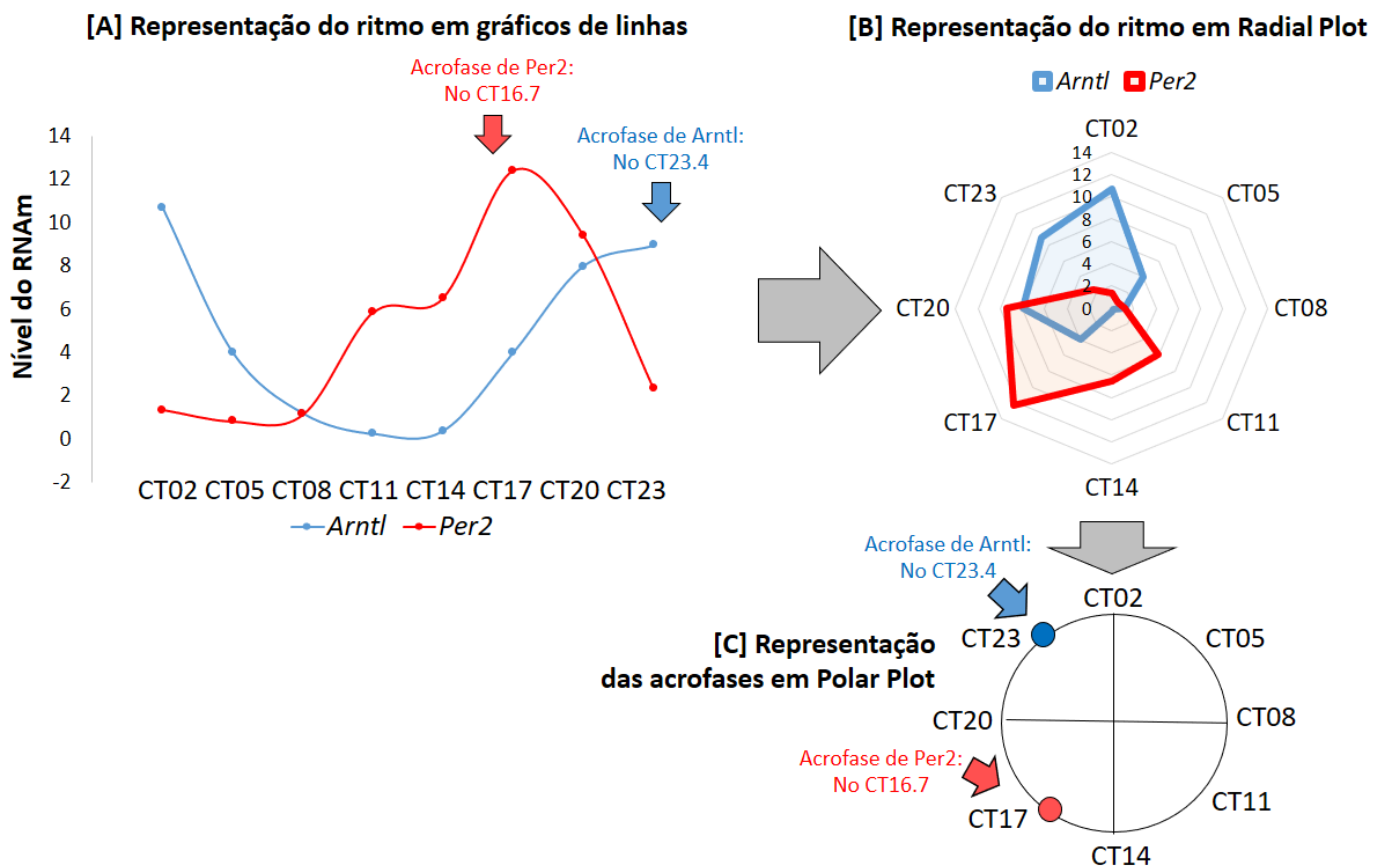 [A] Representação do ritmo em gráficos de linhas
Acrofase de Per2:
No CT16.7
Acrofase de Arntl:
No CT23.4
Nível do RNAm
14
12
10
8
6
4
2
0
-2
CT02 CT05 CT08 CT11 CT14 CT17 CT20 CT23
Arntl Per2
[B] Representação do ritmo em Radial Plot
Arntl Per2
CT02
CT05
CT08
CT11
CT14
CT17
CT20
CT23
14
12
10
8
6
4
2
0
[C] Representação
das acrofases em Polar Plot
Acrofase de Arntl:
No CT23.4
Acrofase de Per2:
No CT16.7
CT02
CT05
CT08
CT11
CT14
CT17
CT20
CT23